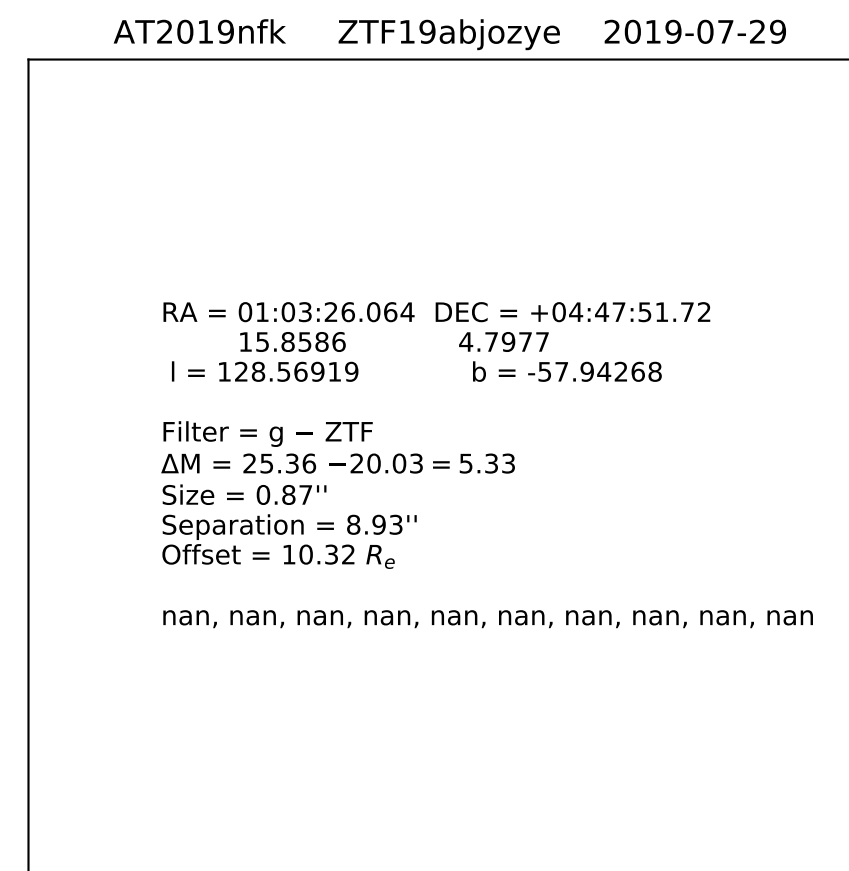 AT2019nfk ZTF19abjozye 2019-07-29
RA = 01:03:26.064 DEC = +04:47:51.72
15.8586 4.7977
l = 128.56919 b = -57.94268
Filter = g − ZTF
ΔM = 25.36 −20.03 = 5.33
Size = 0.87''
Separation = 8.93''
Offset = 10.32 Re
nan, nan, nan, nan, nan, nan, nan, nan, nan, nan